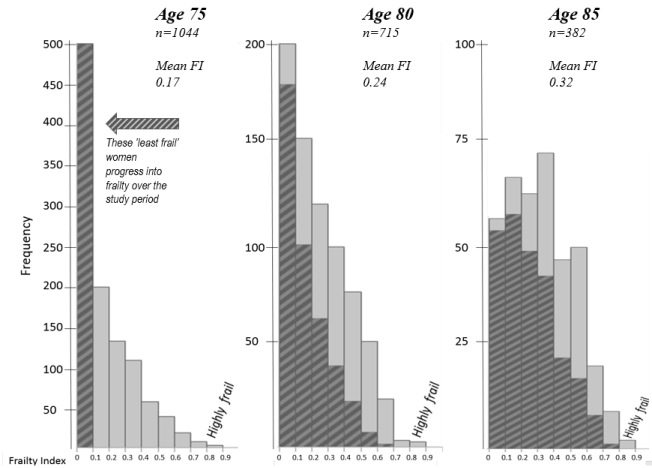 Age 75
n=1044
Mean FI
0.17
Age 80
n=715
Mean FI
0.24
Age 85
n=382
Mean FI
0.32
These 'least frail'
women
progress into
frailty over the
study period
Frequency
500
450
400
350
300
250
200
150
100
50
Highly frail
0 0.1 0.2 0.3 0.4 0.5 0.6 0.7 0.8 0.9
200
150
100
50
Highly frail
0 0.1 0.2 0.3 0.4 0.5 0.6 0.7 0.8 0.9
100
75
50
25
Highly frail
0 0.1 0.2 0.3 0.4 0.5 0.6 0.7 0.8 0.9
Frailty Index